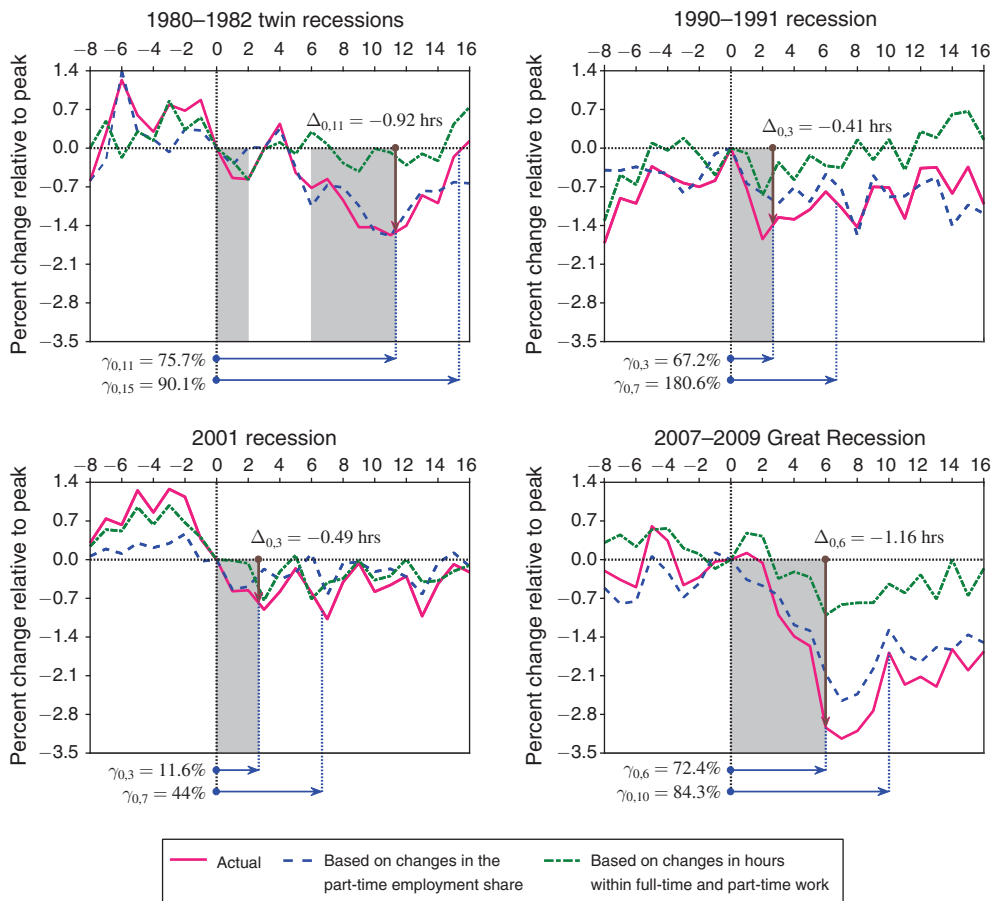 1980–1982 twin recessions
−8 −6 −4 −2 0 2 4 6 8 10 12 14 16
Percent change relative to peak
1.4
0.7
0.0
−0.7
−1.4
−2.1
−2.8
−3.5
Δ0,11 = −0.92 hrs
γ0,11 = 75.7%
γ0,15 = 90.1%
1990–1991 recession
−8 −6 −4 −2 0 2 4 6 8 10 12 14 16
Percent change relative to peak
1.4
0.7
0.0
−0.7
−1.4
−2.1
−2.8
−3.5
Δ0,3 = −0.41 hrs
γ0,3 = 67.2%
γ0,7 = 180.6%
2001 recession
−8 −6 −4 −2 0 2 4 6 8 10 12 14 16
Percent change relative to peak
1.4
0.7
0.0
−0.7
−1.4
−2.1
−2.8
−3.5
Δ0,3 = −0.49 hrs
γ0,3 = 11.6%
γ0,7 = 44%
2007–2009 Great Recession
−8 −6 −4 −2 0 2 4 6 8 10 12 14 16
Percent change relative to peak
1.4
0.7
0.0
−0.7
−1.4
−2.1
−2.8
−3.5
Δ0,6 = −1.16 hrs
γ0,6 = 72.4%
γ0,10 = 84.3%
Actual
Based on changes in the
part-time employment share
Based on changes in hours
within full-time and part-time work